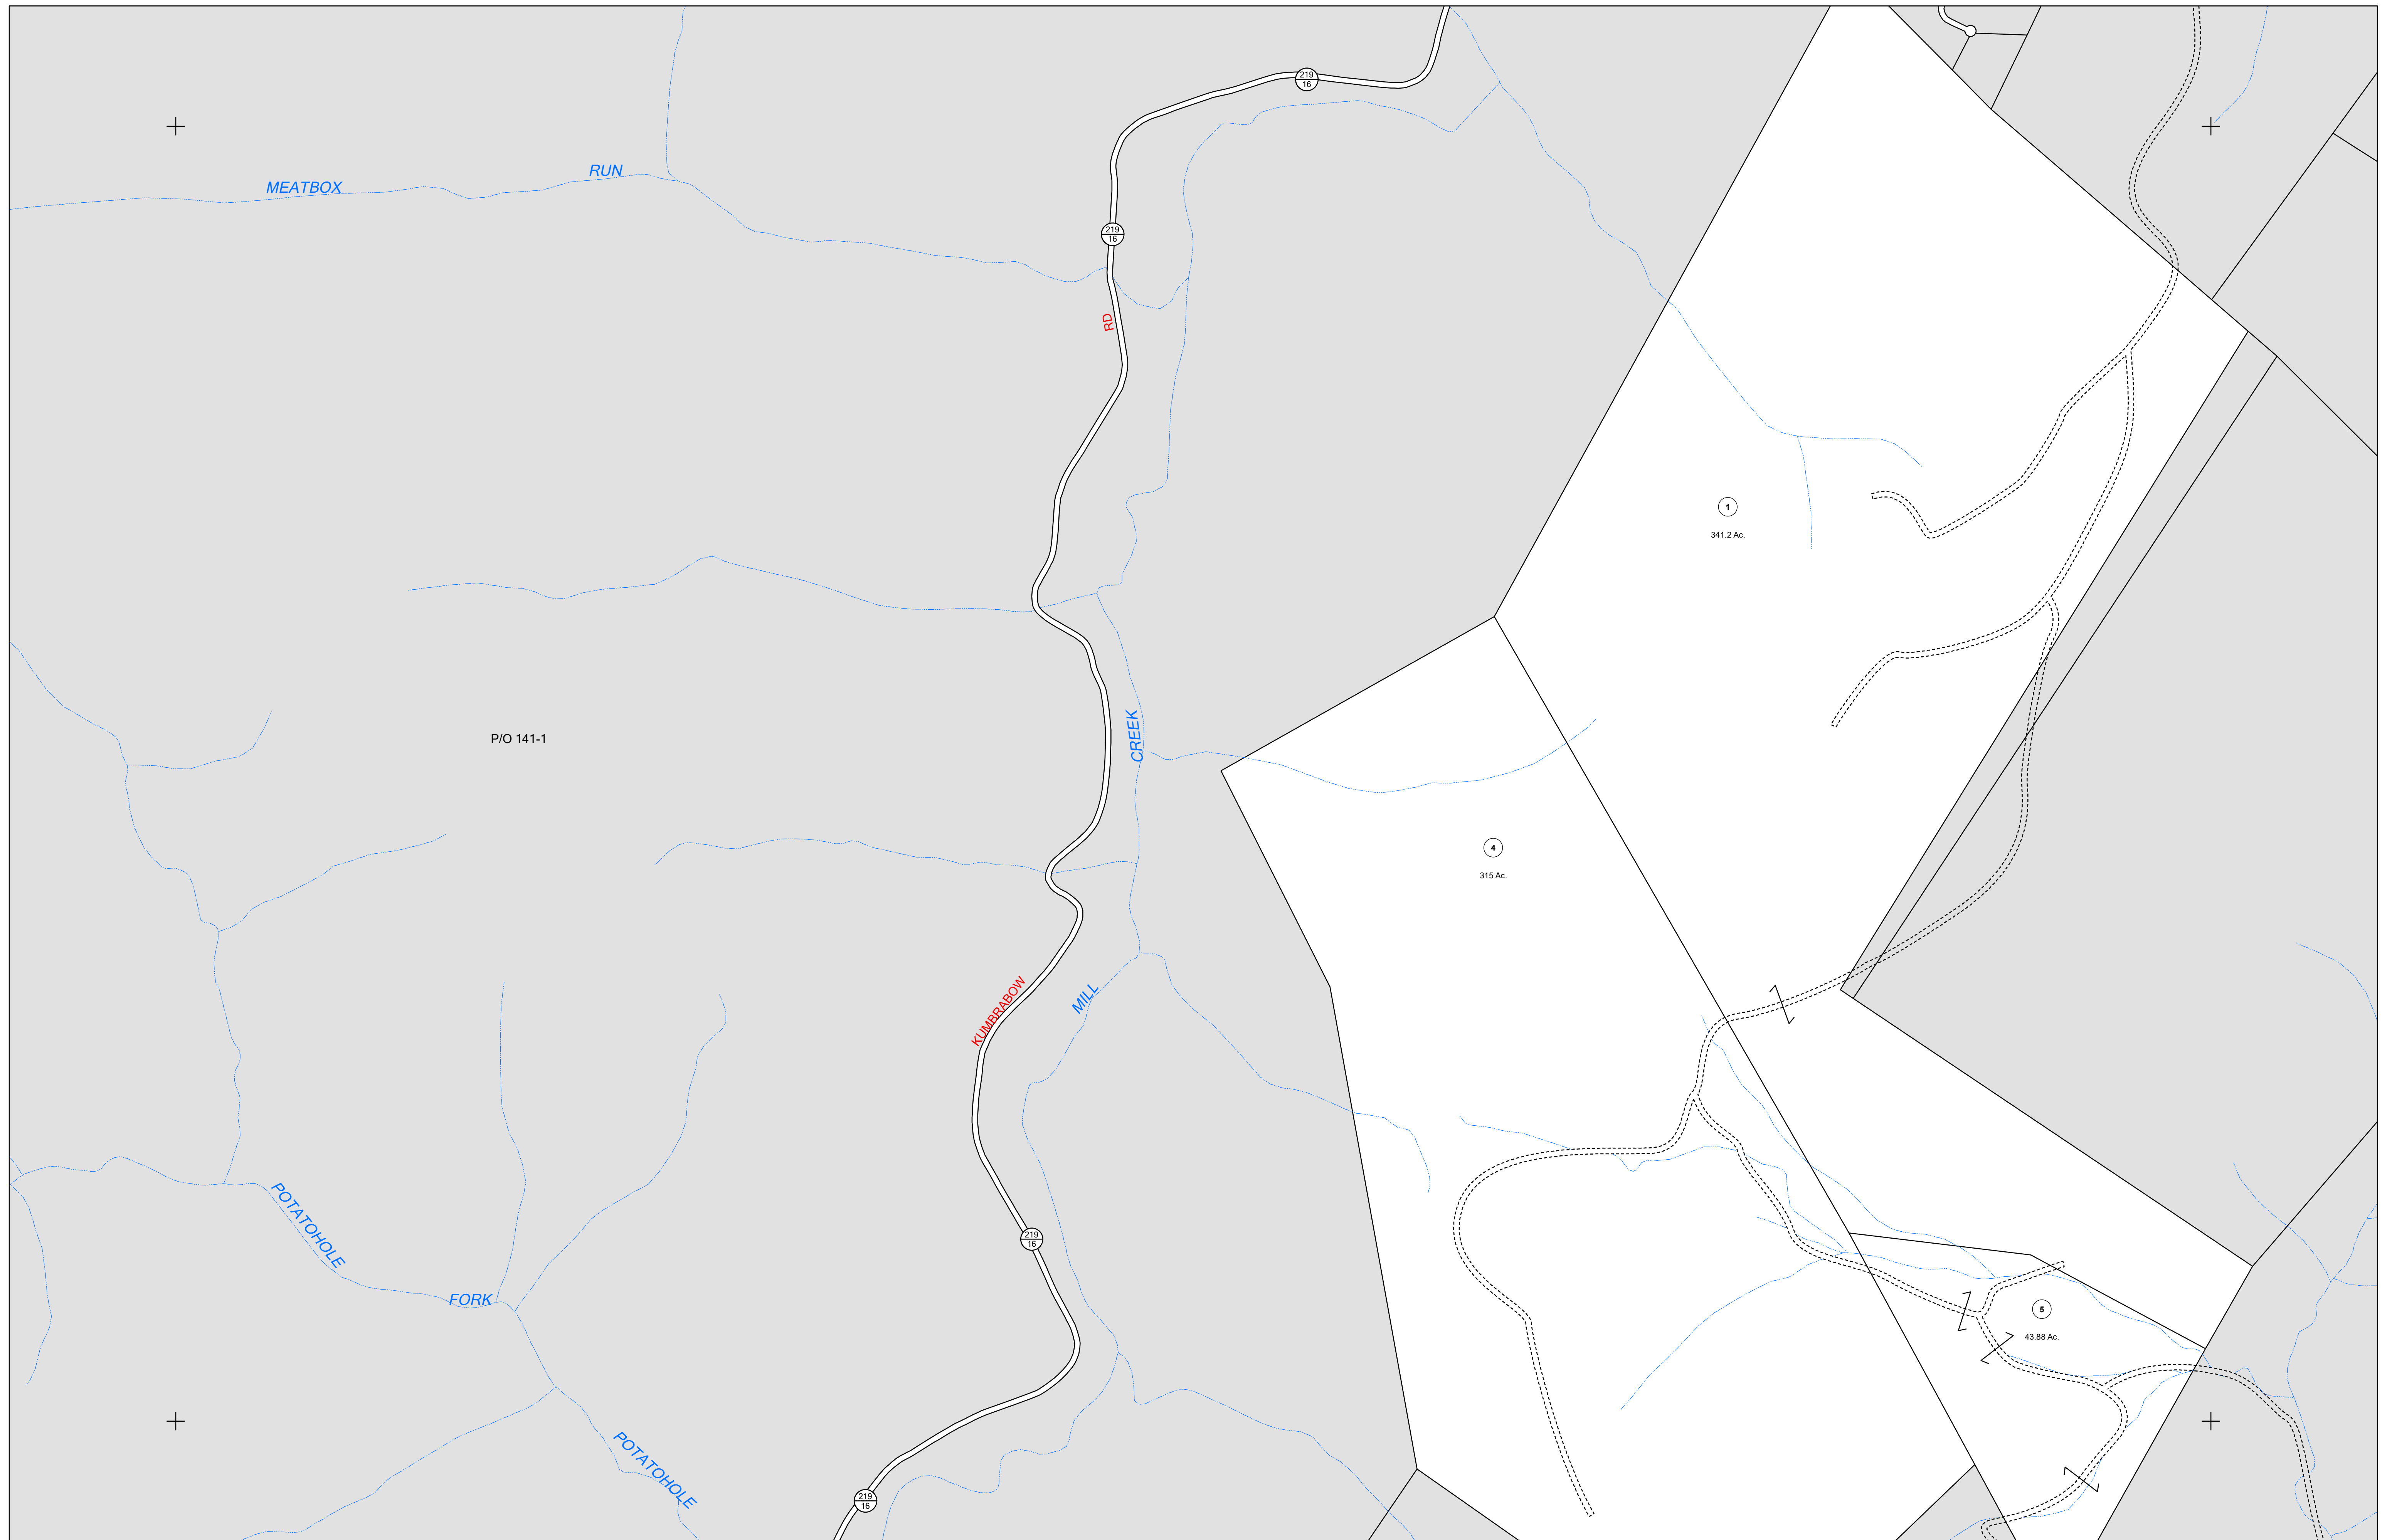 219
16
RUN
MEATBOX
219
16
RD
1
341.2 Ac.
P/O 141-1
CREEK
4
315 Ac.
MILL
KUMBRABOW
POTATOHOLE
219
16
FORK
5
43.88 Ac.
POTATOHOLE
219
16